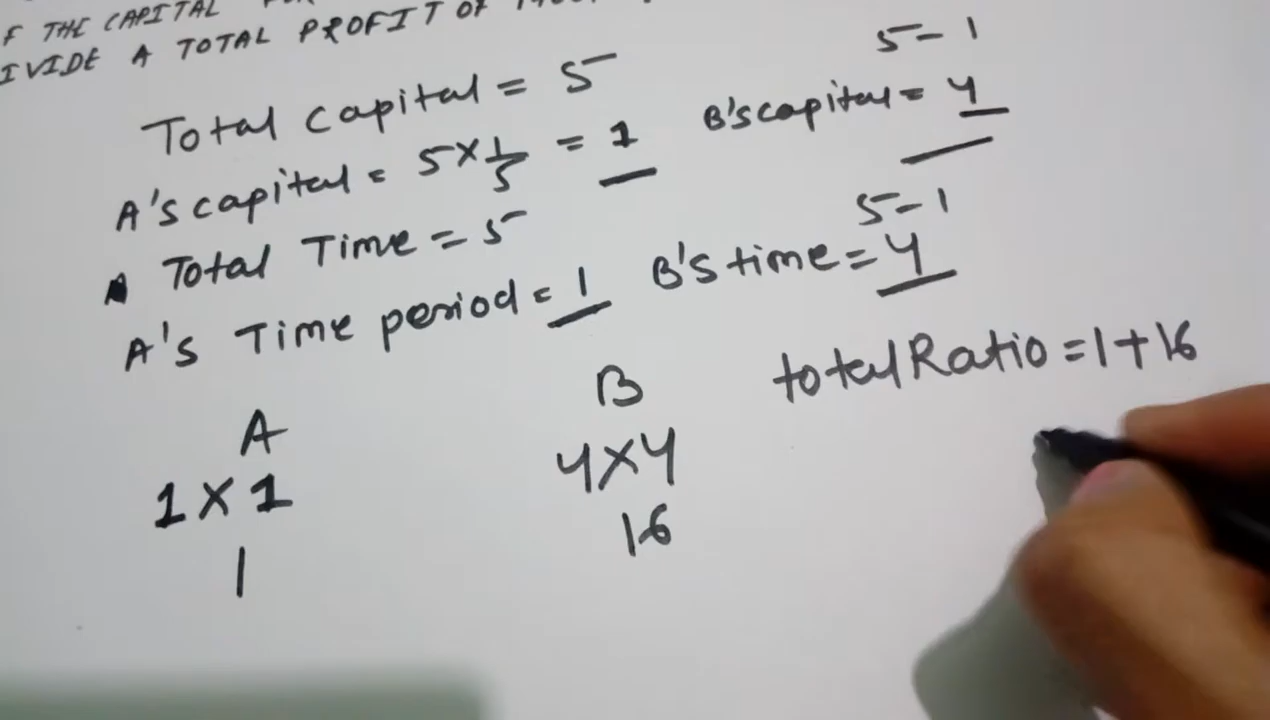 F THE CAPITAL
IVIDE A TOTAL PROFIT OF
Total capital = 5
5-1
A's capital = 5×1/5 = 1 B's capital = 4
Total Time = 5
5-1
A's Time period = 1 B's time = 4
A B total Ratio = 1+16
1×1 4×4
1 16